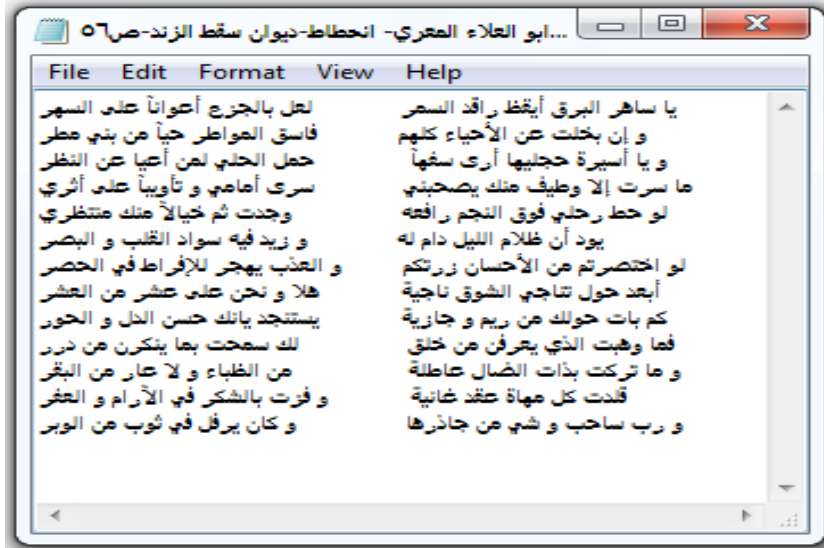 ابو العلاء المعري- انحطاط-ديوان سقط الزند-ص٥٦...
File Edit Format View Help
يا ساهر البرق أيقظ راقد السمر لعل بالجزع أعواناً على السهر
و إن بخلت عن الأحياء كلهم فاسق المواطر حياً من بني مطر
و يا أسيرة حجليها أرى سفهاً حمل الحلي لمن أعيا عن النظر
ما سرت إلا وطيف منك يصحبني سرى أمامي و تأويباً على أثري
لو حط رحلي فوق النجم رافعه وجدت ثم خيالاً منك منتظري
يود أن ظلام الليل دام له و زيد فيه سواد القلب و البصر
لو اختصرتم من الأحسان زرتكم و العذب يهجر للإفراط في الحصر
أبعد حول تناجي الشوق ناجية هلا و نحن على عشر من العشر
كم بات حولك من ريم و جازية يستنجد يانك حسن الدل و الحور
فما وهبت الذي يعرفن من خلق لك سمحت بما ينكرن من درر
و ما تركت بذات الضال عاطلة من الظباء و لا عار من البقر
قلدت كل مهاة عقد غانية و فزت بالشكر في الآرام و العفر
و رب ساحب و شي من جاذرها و كان يرفل في ثوب من الوبر